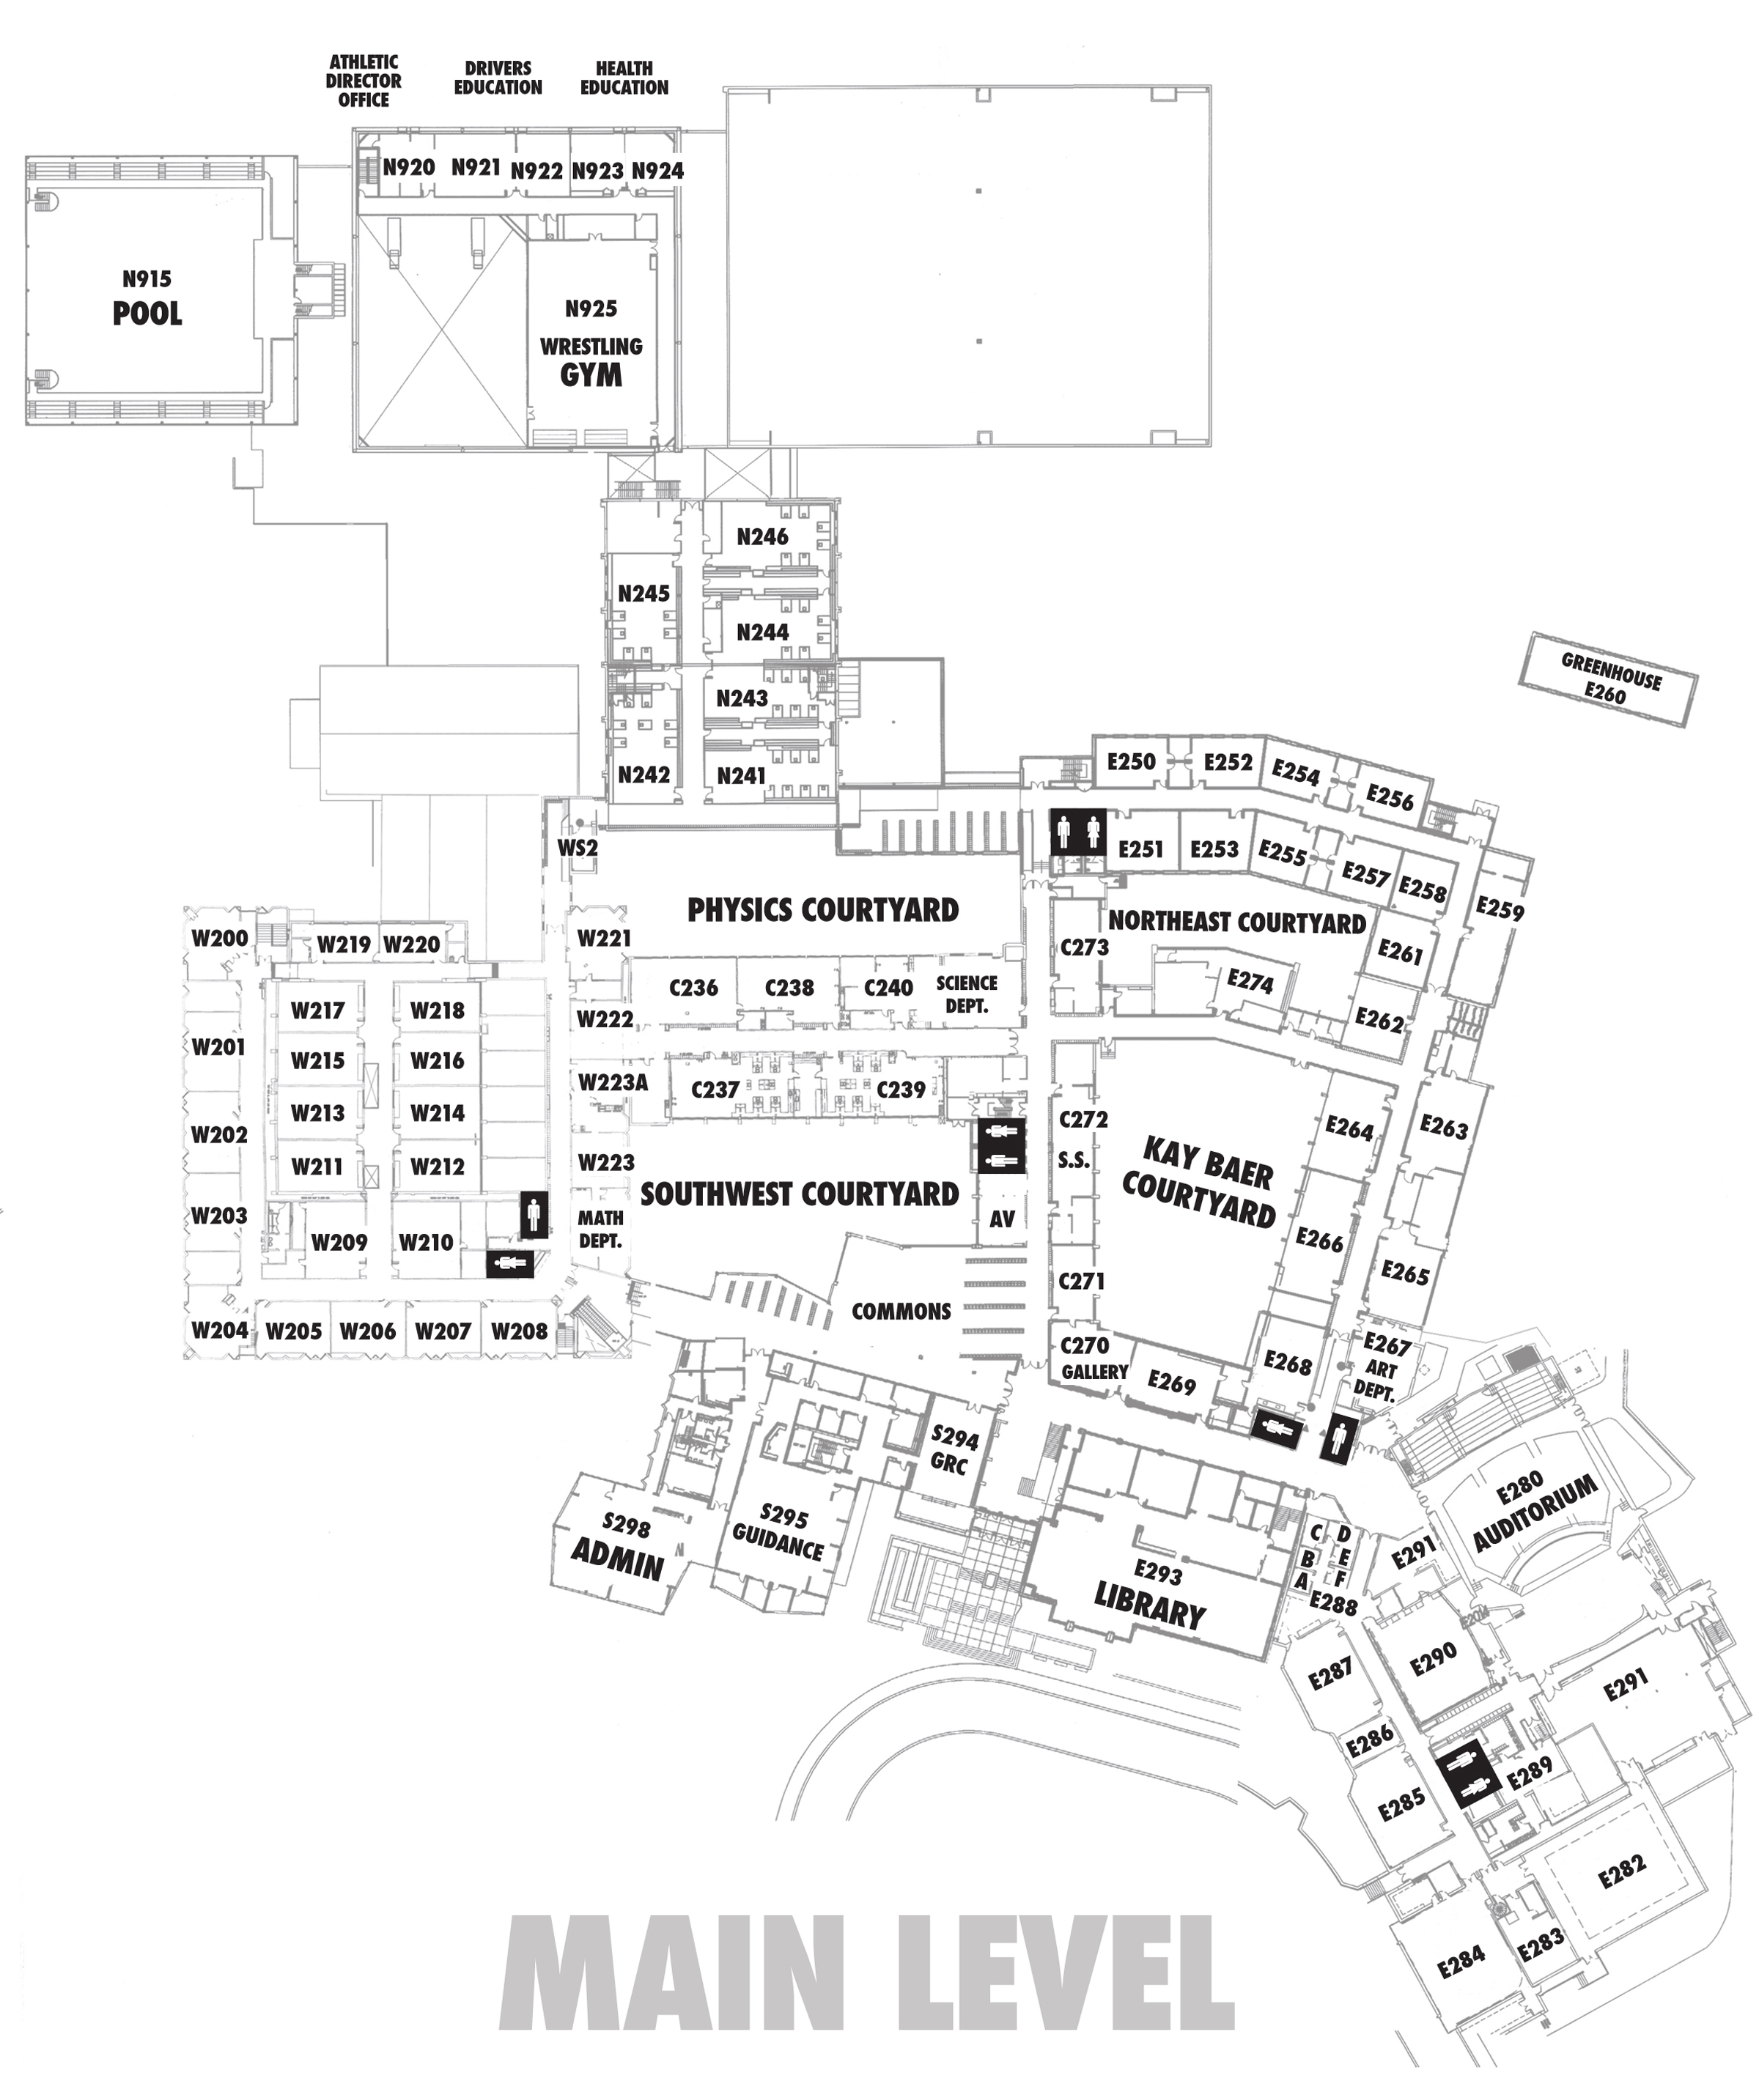 ATHLETIC
DIRECTOR
OFFICE
DRIVERS
EDUCATION
HEALTH
EDUCATION
N920
N921
N922
N923
N924
N915
POOL
N925
WRESTLING
GYM
N246
N245
N244
N243
N242
N241
GREENHOUSE
E260
E250
E252
E254
E256
WS2
E251
E253
E255
E257
E258
E259
PHYSICS COURTYARD
NORTHEAST COURTYARD
W200
W219
W220
W221
C273
E261
C236
C238
C240
SCIENCE
DEPT.
E274
W217
W218
W222
E262
W201
W215
W216
W223A
C237
C239
W213
W214
C272
S.S.
E264
E263
W202
W211
W212
W223
KAY BAER
COURTYARD
SOUTHWEST COURTYARD
W203
W209
W210
MATH
DEPT.
AV
E266
E265
C271
COMMONS
W204
W205
W206
W207
W208
C270
GALLERY
E269
E268
E267
ART
DEPT.
S294
GRC
E280
AUDITORIUM
S298
ADMIN
S295
GUIDANCE
E293
LIBRARY
C
D
B
E
A
F
E288
E291
E287
E290
E291
E286
E289
E285
E282
E284
E283
MAIN LEVEL